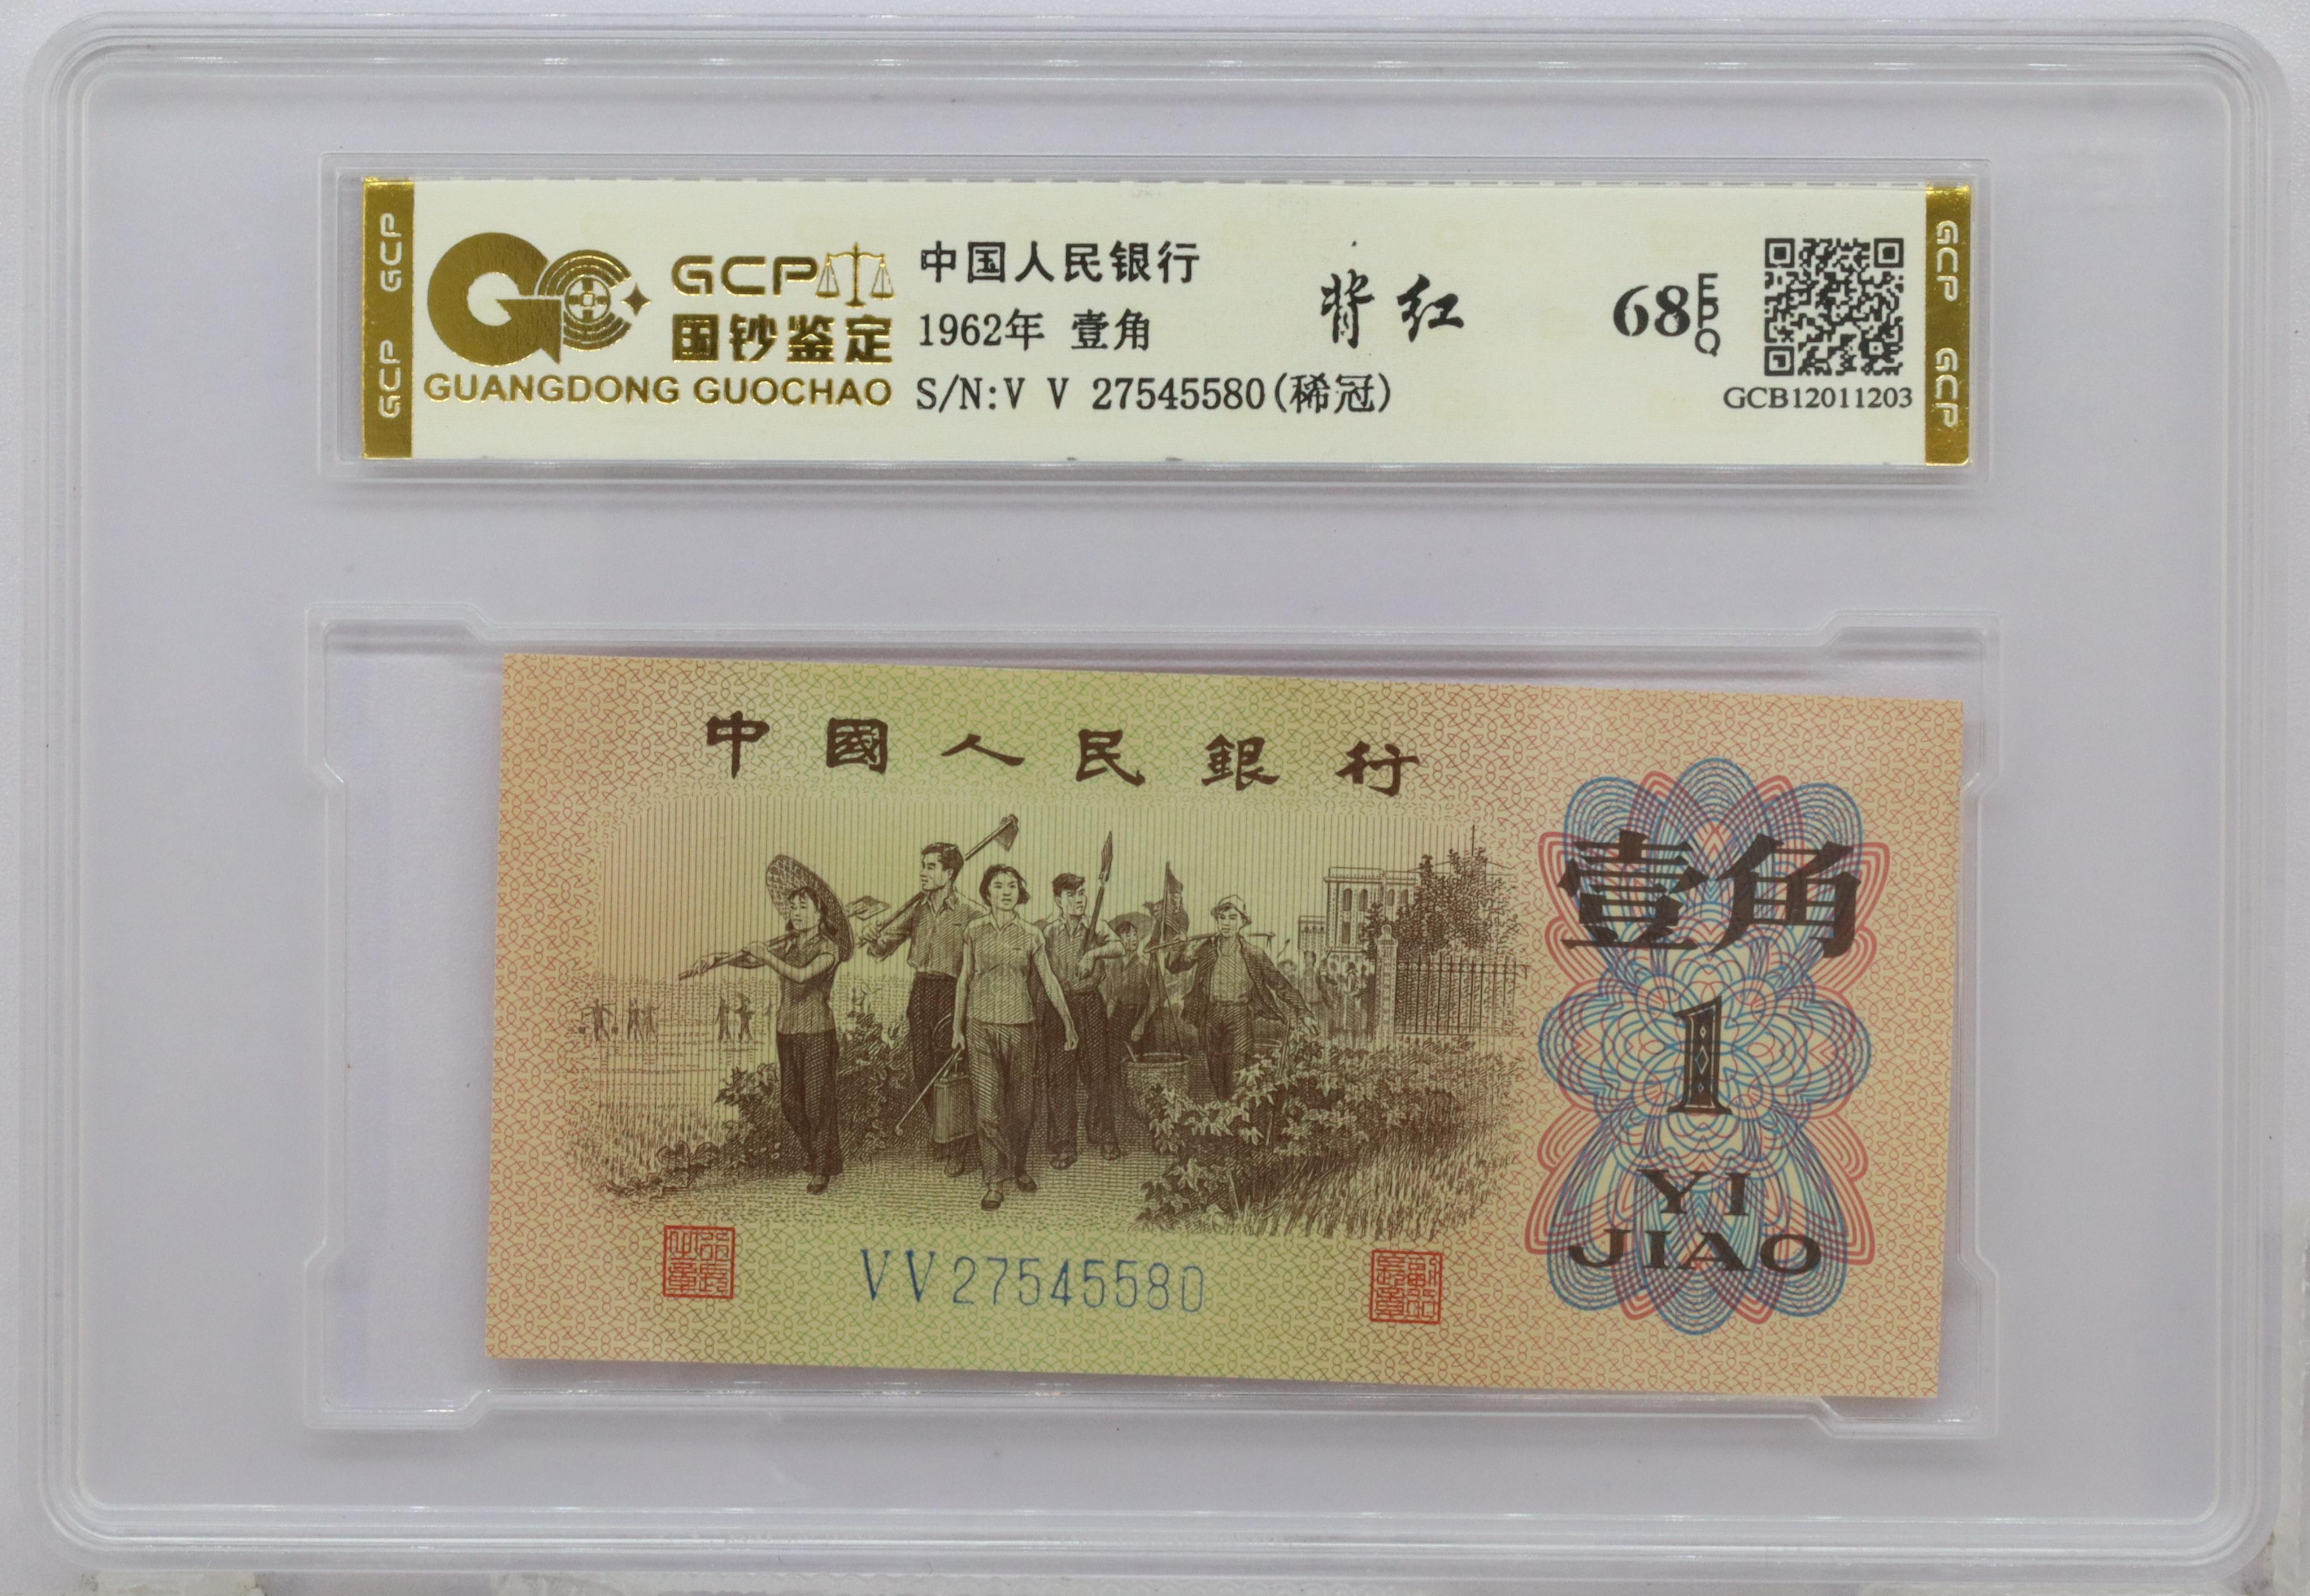 GCP
GCP
GCP
国钞鉴定
GUANGDONG GUOCHAO
中国人民银行
1962年 壹角
S/N:V V 27545580(稀冠)
背红
68 EPQ
GCB12011203
GCP
GCP
中國人民銀行
壹角
1
YI
JIAO
VV27545580